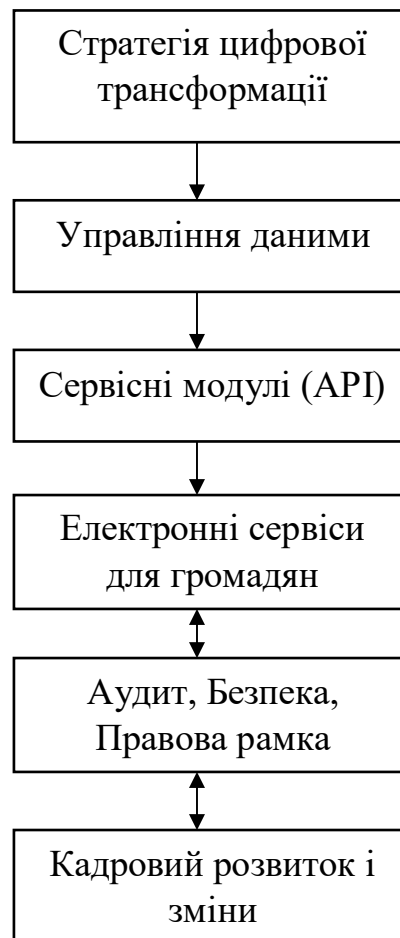 Стратегія цифрової
трансформації
Управління даними
Сервісні модулі (API)
Електронні сервіси
для громадян
Аудит, Безпека,
Правова рамка
Кадровий розвиток і
зміни